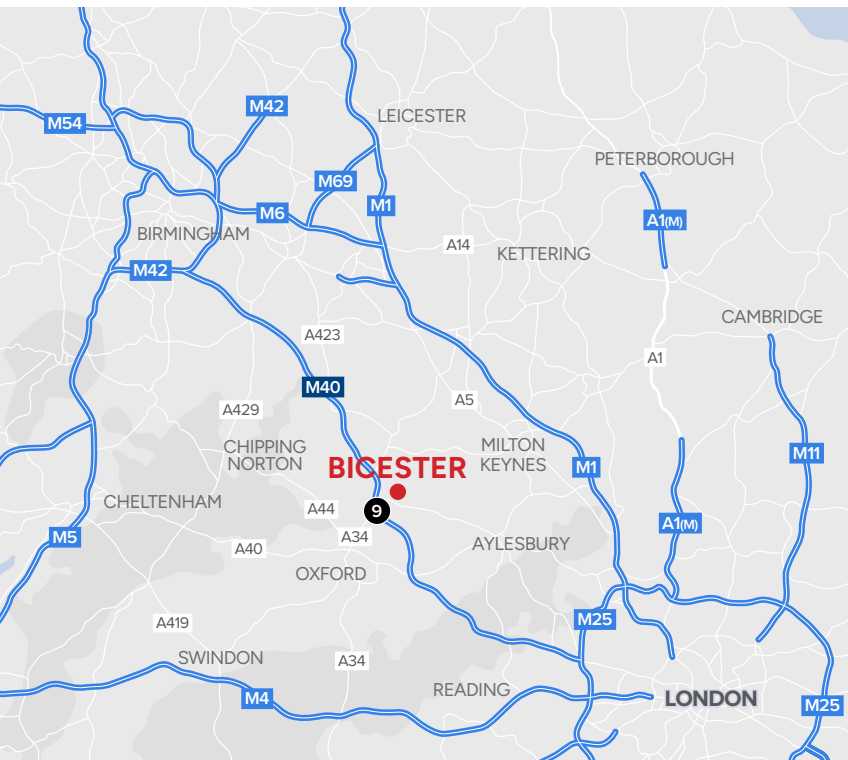 M42
LEICESTER
M54
PETERBOROUGH
M69
M1
M6
A1(M)
BIRMINGHAM
A14
KETTERING
M42
CAMBRIDGE
A423
A1
M40
A429
A5
CHIPPING
NORTON
MILTON
KEYNES
BICESTER
M1
M11
CHELTENHAM
A44
9
A1(M)
M5
A34
A40
AYLESBURY
OXFORD
A419
M25
SWINDON
A34
READING
M4
LONDON
M25